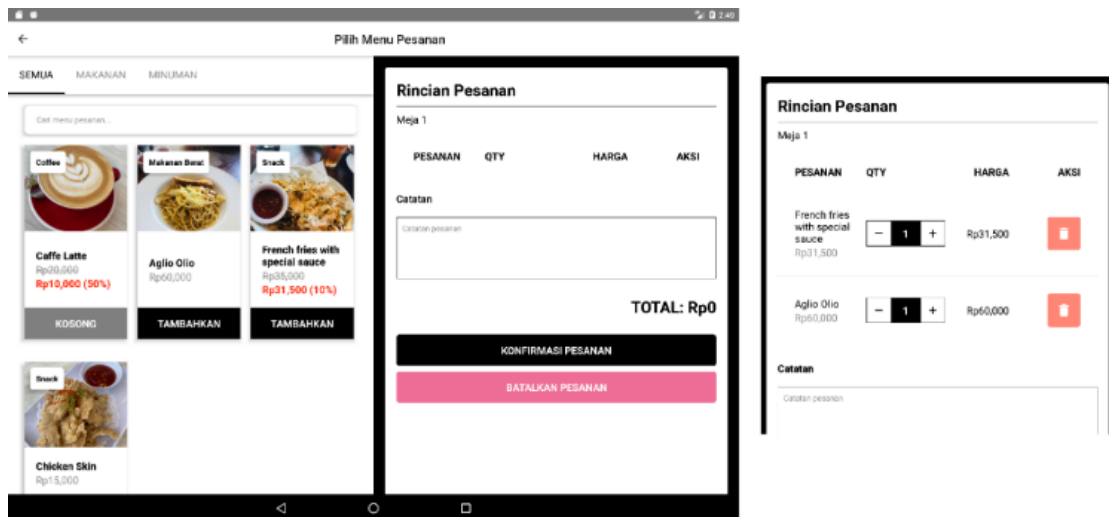 2:49
Pilih Menu Pesanan
SEMUA MAKANAN MINUMAN
Cari menu pesanan...
Coffee
Caffe Latte
Rp20,000
Rp10,000 (50%)
KOSONG
Makanan Berat
Aglio Olio
Rp60,000
TAMBAHKAN
Snack
French fries with
special sauce
Rp35,000
Rp31,500 (10%)
TAMBAHKAN
Snack
Chicken Skin
Rp15,000
Rincian Pesanan
Meja 1
PESANAN QTY HARGA AKSI
Catatan
Catatan pesanan
TOTAL: Rp0
KONFIRMASI PESANAN
BATALKAN PESANAN
Rincian Pesanan
Meja 1
PESANAN QTY HARGA AKSI
French fries
with special
sauce
Rp31,500
− 1 +
Rp31,500
Aglio Olio
Rp60,000
− 1 +
Rp60,000
Catatan
Catatan pesanan